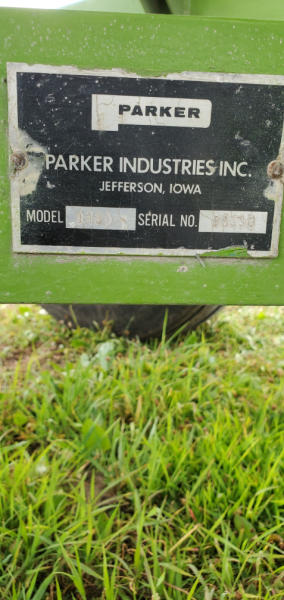 PARKER
PARKER INDUSTRIES INC.
JEFFERSON, IOWA
MODEL SERIAL NO.